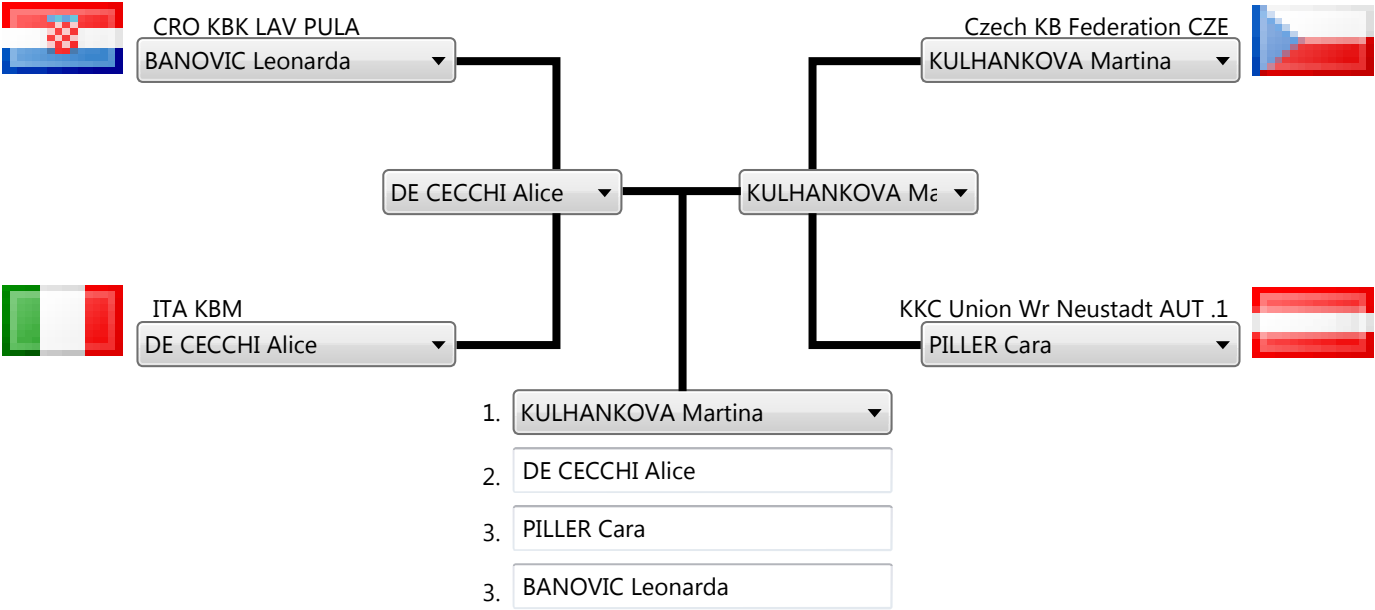 CRO KBK LAV PULA
BANOVIC Leonarda
Czech KB Federation CZE
KULHANKOVA Martina
DE CECCHI Alice
KULHANKOVA Ma
ITA KBM
DE CECCHI Alice
KKC Union Wr Neustadt AUT .1
PILLER Cara
1. KULHANKOVA Martina
2. DE CECCHI Alice
3. PILLER Cara
3. BANOVIC Leonarda